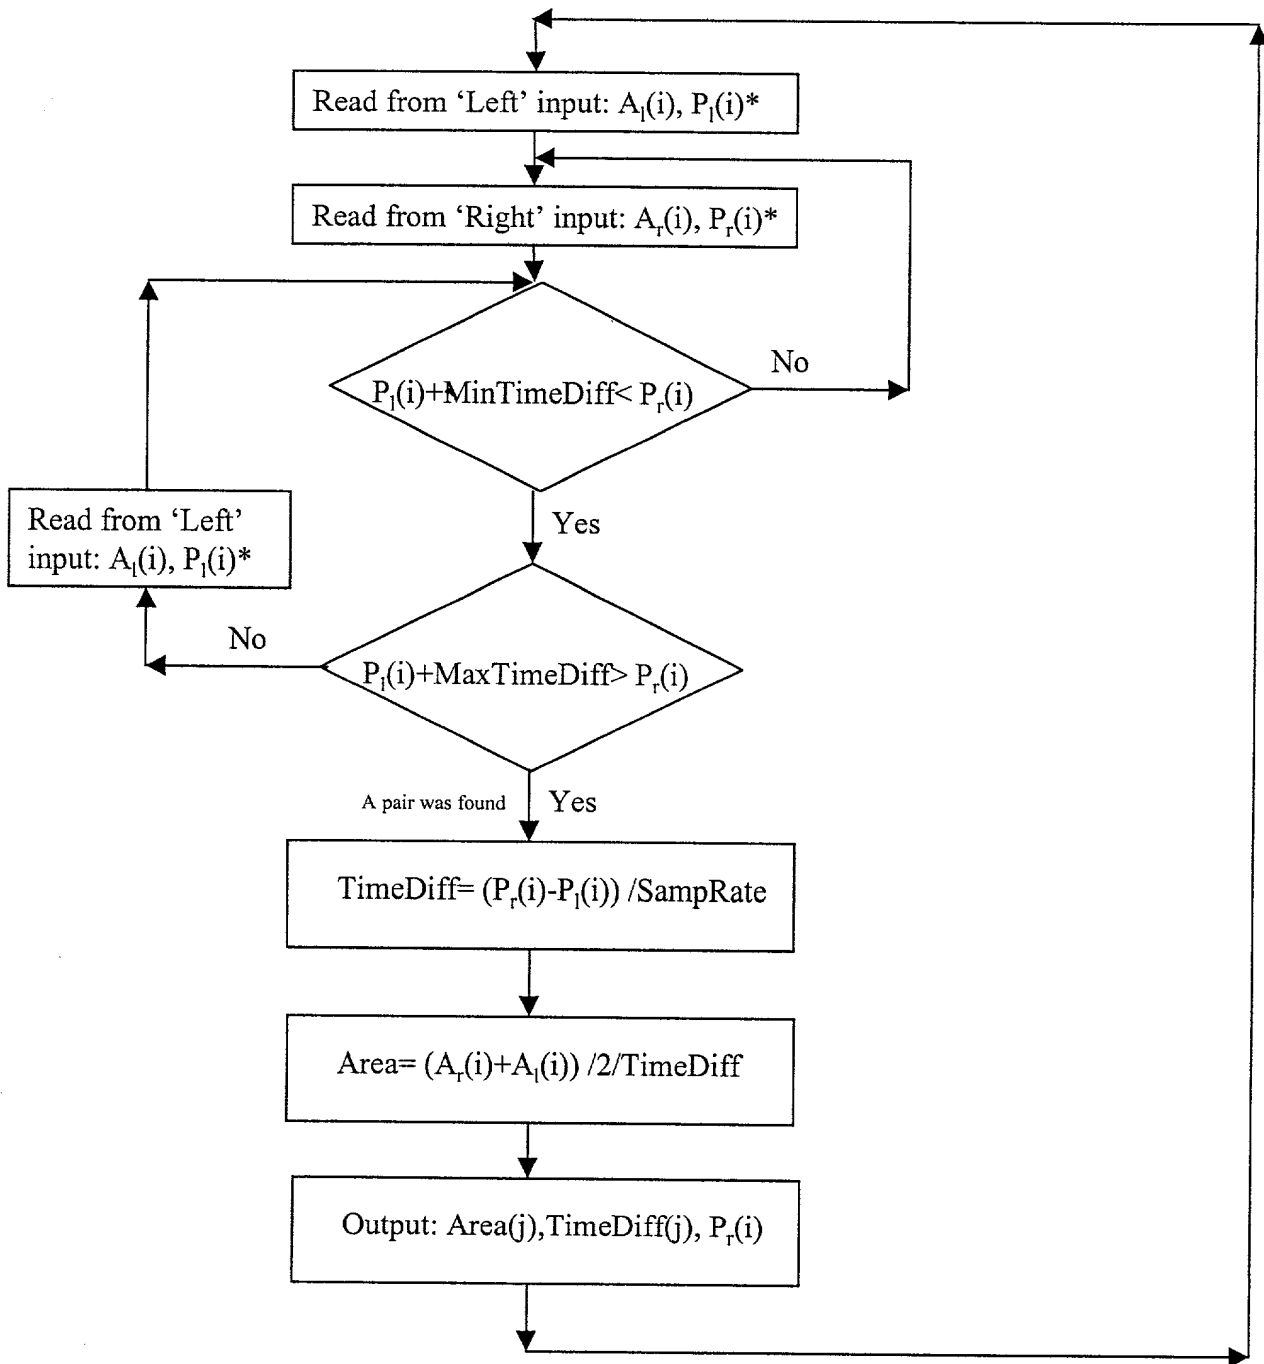 Read from ‘Left’ input: Aₗ(i), Pₗ(i)*
Read from ‘Right’ input: Aᵣ(i), Pᵣ(i)*
Pₗ(i)+MinTimeDiff< Pᵣ(i)
No
Read from ‘Left’
input: Aₗ(i), Pₗ(i)*
Yes
No
Pₗ(i)+MaxTimeDiff> Pᵣ(i)
A pair was found
Yes
TimeDiff= (Pᵣ(i)-Pₗ(i)) /SampRate
Area= (Aᵣ(i)+Aₗ(i)) /2/TimeDiff
Output: Area(j),TimeDiff(j), Pᵣ(i)